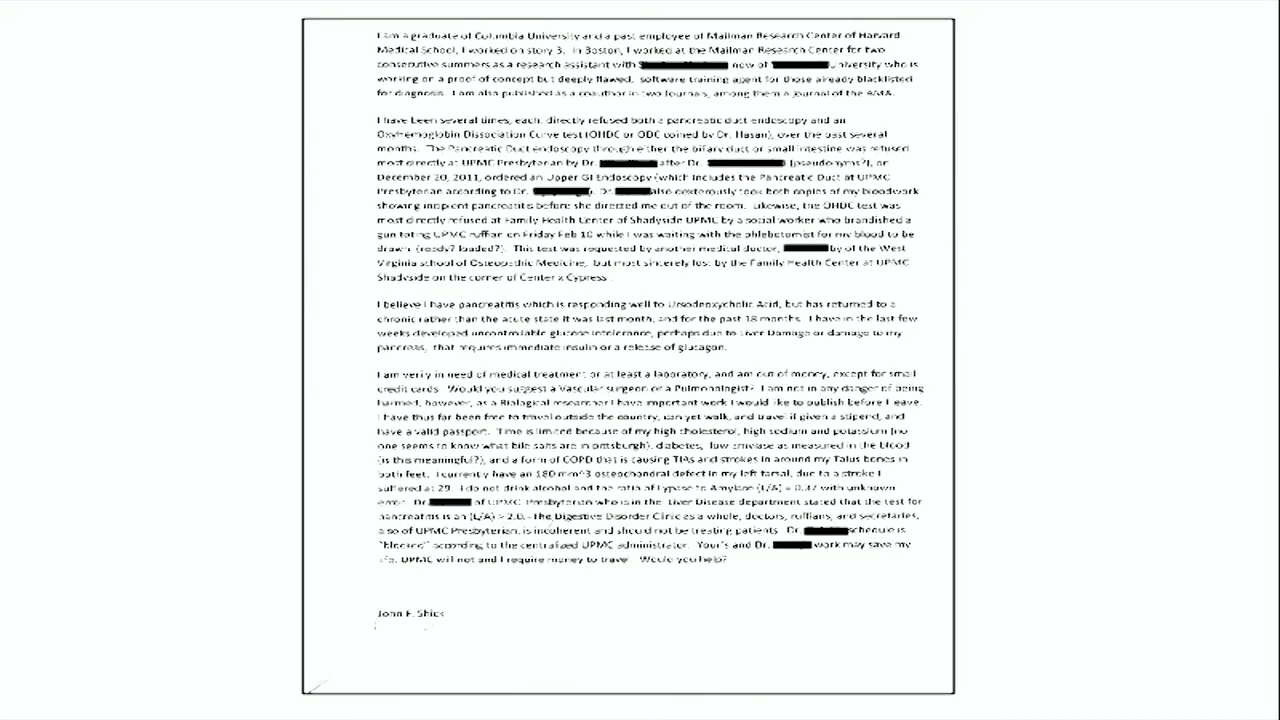 I am a graduate of Columbia University and a past employee of Mailman Research Center of Harvard
Medical School, I worked on story 3. In Boston, I worked at the Mailman Research Center for two
consecutive summers as a research assistant with now of University who is
working on a proof of concept but deeply flawed, software training agent for those already blacklisted
for diagnosis. I am also published as a coauthor in two Journals, among them a Journal of the AMA.
I have been several times, each, directly refused both a pancreatic duct endoscopy and an
OxyHemoglobin Dissociation Curve test (OHDC or ODC coined by Dr. Hasan), over the past several
months. The Pancreatic Duct endoscopy through either the biliary duct or small intestine was refused
most directly at UPMC Presbyterian by Dr. after Dr. [pseudonyms?], on
December 20, 2011, ordered an Upper GI Endoscopy (which includes the Pancreatic Duct at UPMC
Presbyterian according to Dr. Dr. also dexterously took both copies of my bloodwork
showing incipient pancreatitis before she directed me out of the room. Likewise, the OHDC test was
most directly refused at Family Health Center of Shadyside UPMC by a social worker who brandished a
gun toting UPMC ruffian on Friday Feb 10 while I was waiting with the phlebotomist for my blood to be
drawn (ready? loaded?). This test was requested by another medical doctor, by of the West
Virginia school of Osteopathic Medicine, but most sincerely lost by the Family Health Center at UPMC
Shadyside on the corner of Center x Cypress.
I believe I have pancreatitis which is responding well to Ursodeoxycholic Acid, but has returned to a
chronic rather than the acute state it was last month, and for the past 18 months. I have in the last few
weeks developed uncontrollable glucose intolerance, perhaps due to Liver Damage or damage to my
pancreas, that requires immediate insulin or a release of glucagon.
I am verily in need of medical treatment or at least a laboratory, and am out of money, except for small
credit cards. Would you suggest a Vascular surgeon or a Pulmonologist? I am not in any danger of being
harmed, however, as a Biological researcher I have important work I would like to publish before I leave.
I have thus far been free to travel outside the country, can yet walk, and travel if given a stipend, and
have a valid passport. Time is limited because of my high cholesterol, high sodium and potassium (no
one seems to know what bile salts are in pittsburgh), diabetes, low amylase as measured in the blood
(is this meaningful?), and a form of COPD that is causing TIAs and strokes in around my Talus bones in
both feet. I currently have an 180 mm^3 osteochondral defect in my left tarsal, due to a stroke I
suffered at 29. I do not drink alcohol and the ratio of Lypase to Amylase (L/A) = 0.37 with unknown
error. Dr. of UPMC Presbyterian who is in the Liver Disease department stated that the test for
pancreatitis is an (L/A) > 2.0. The Digestive Disorder Clinic as a whole, doctors, ruffians, and secretaries,
also of UPMC Presbyterian, is incoherent and should not be treating patients. Dr. schedule is
"blocked" according to the centralized UPMC administrator. Your's and Dr. work may save my
life, UPMC will not and I require money to travel. Would you help?
John F. Shick